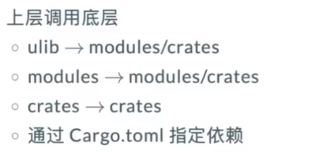 上层调用底层
○ ulib → modules/crates
○ modules → modules/crates
○ crates → crates
○ 通过 Cargo.toml 指定依赖